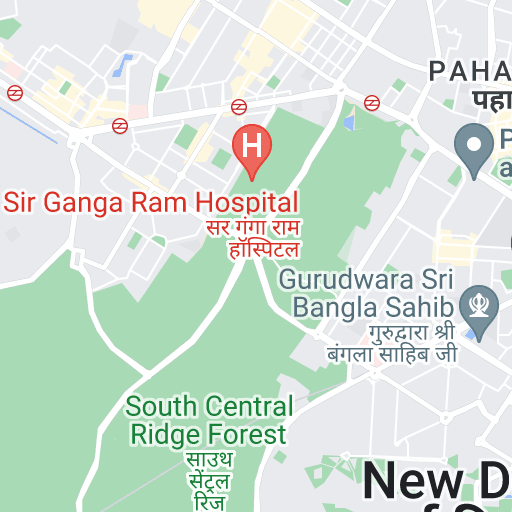 PAHA
पहा
P
a
H
Sir Ganga Ram Hospital
सर गंगा राम
हॉस्पिटल
Gurudwara Sri
Bangla Sahib
गुरुद्वारा श्री
बंगला साहिब जी
South Central
Ridge Forest
साउथ
सेंट्रल
रिज
New D